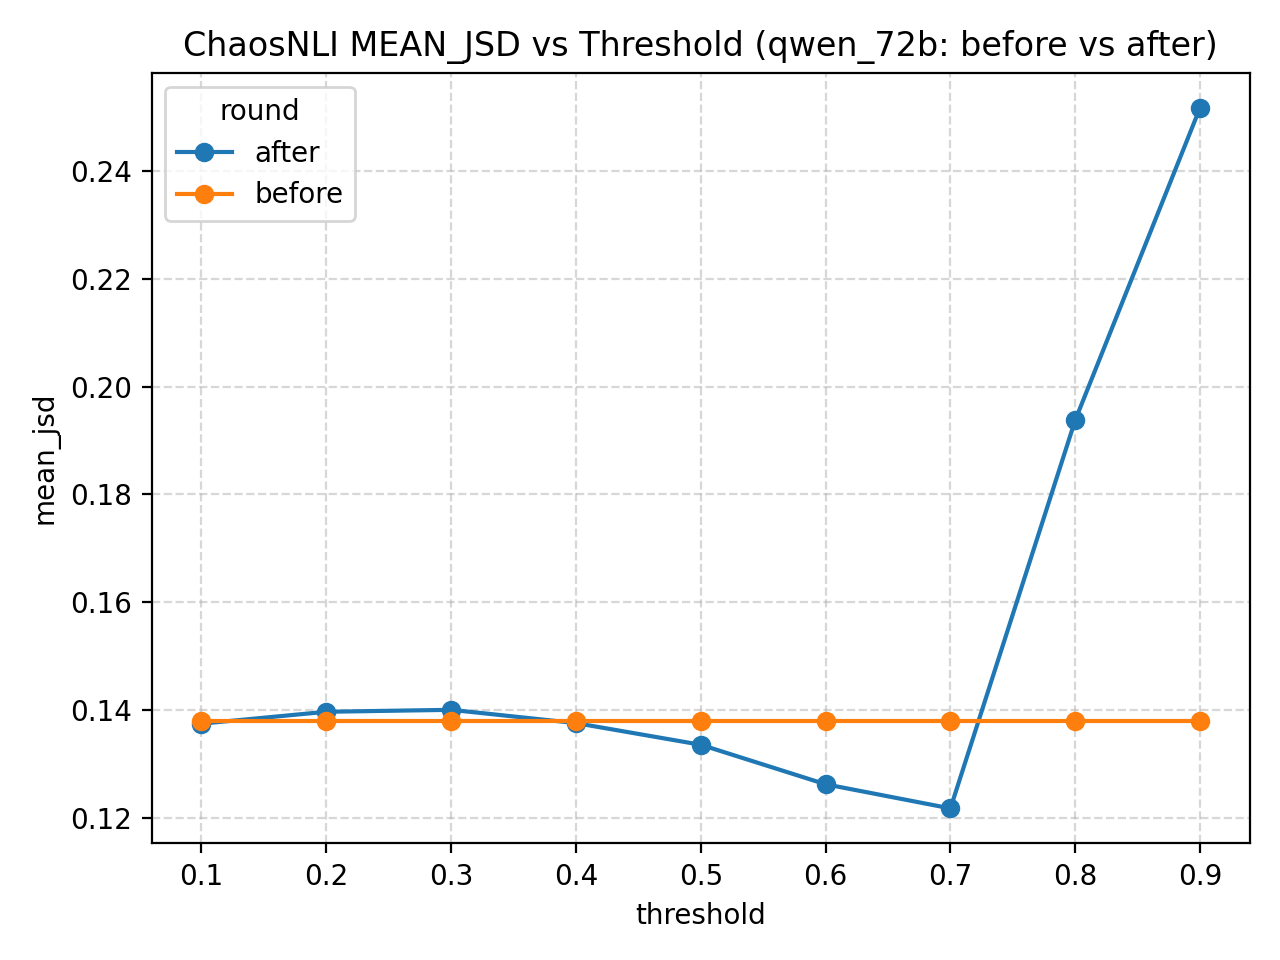 ChaosNLI MEAN_JSD vs Threshold (qwen_72b: before vs after)
round
after
before
0.24
0.22
0.20
0.18
0.16
0.14
0.12
mean_jsd
0.1 0.2 0.3 0.4 0.5 0.6 0.7 0.8 0.9
threshold